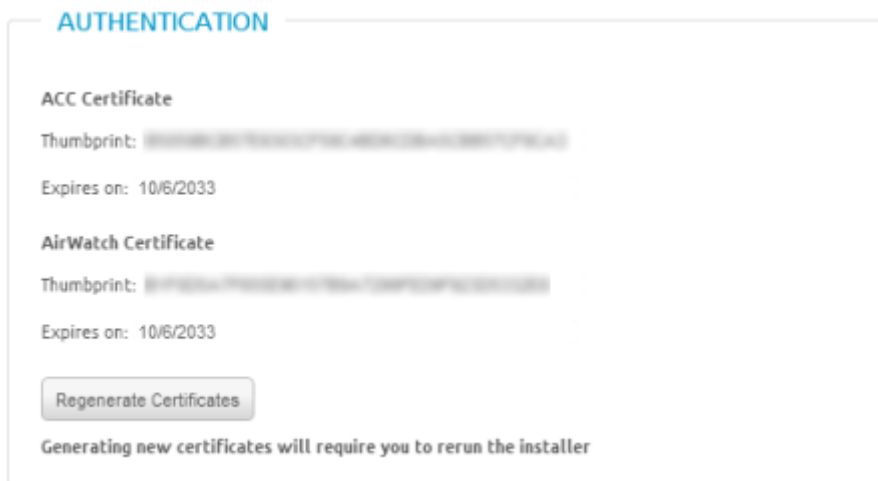 AUTHENTICATION
ACC Certificate
Thumbprint:
Expires on: 10/6/2033
AirWatch Certificate
Thumbprint:
Expires on: 10/6/2033
Regenerate Certificates
Generating new certificates will require you to rerun the installer